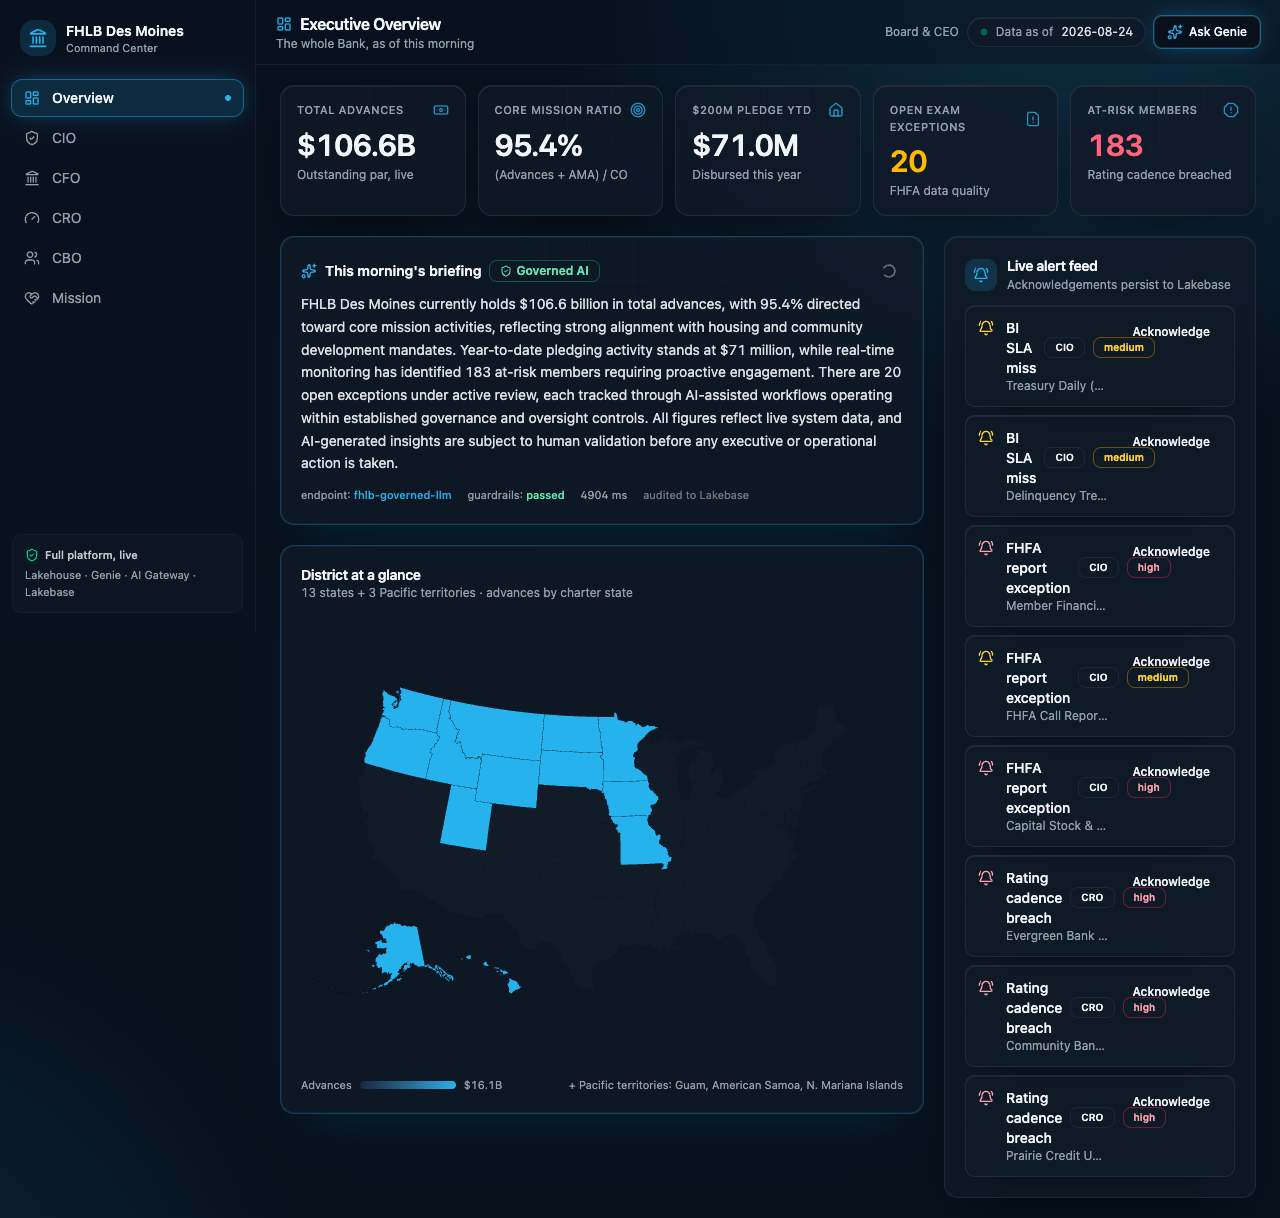 FHLB Des Moines
Command Center
Overview
CIO
CFO
CRO
CBO
Mission
Full platform, live
Lakehouse · Genie · AI Gateway ·
Lakebase
Executive Overview
The whole Bank, as of this morning
Board & CEO
Data as of 2026-08-24
Ask Genie
TOTAL ADVANCES
$106.6B
Outstanding par, live
CORE MISSION RATIO
95.4%
(Advances + AMA) / CO
$200M PLEDGE YTD
$71.0M
Disbursed this year
OPEN EXAM
EXCEPTIONS
20
FHFA data quality
AT-RISK MEMBERS
183
Rating cadence breached
This morning's briefing
Governed AI
FHLB Des Moines currently holds $106.6 billion in total advances, with 95.4% directed
toward core mission activities, reflecting strong alignment with housing and community
development mandates. Year-to-date pledging activity stands at $71 million, while real-time
monitoring has identified 183 at-risk members requiring proactive engagement. There are 20
open exceptions under active review, each tracked through AI-assisted workflows operating
within established governance and oversight controls. All figures reflect live system data, and
AI-generated insights are subject to human validation before any executive or operational
action is taken.
endpoint: fhlb-governed-llm guardrails: passed 4904 ms audited to Lakebase
District at a glance
13 states + 3 Pacific territories · advances by charter state
Advances $16.1B
+ Pacific territories: Guam, American Samoa, N. Mariana Islands
Live alert feed
Acknowledgements persist to Lakebase
BI
SLA
miss
CIO
medium
Acknowledge
Treasury Daily (...
BI
SLA
miss
CIO
medium
Acknowledge
Delinquency Tre...
FHFA
report
exception
CIO
high
Acknowledge
Member Financi...
FHFA
report
exception
CIO
medium
Acknowledge
FHFA Call Repor...
FHFA
report
exception
CIO
high
Acknowledge
Capital Stock & ...
Rating
cadence
breach
CRO
high
Acknowledge
Evergreen Bank ...
Rating
cadence
breach
CRO
high
Acknowledge
Community Ban...
Rating
cadence
breach
CRO
high
Acknowledge
Prairie Credit U...